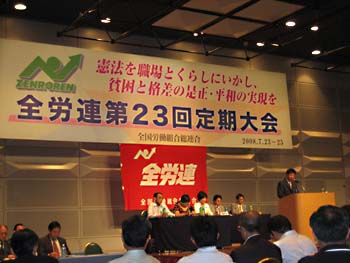 ZENROREN
憲法を職場とくらしにいかし、
貧困と格差の是正・平和の実現を
全労連第23回定期大会
全国労働組合総連合
2008.7.23-25
全労連